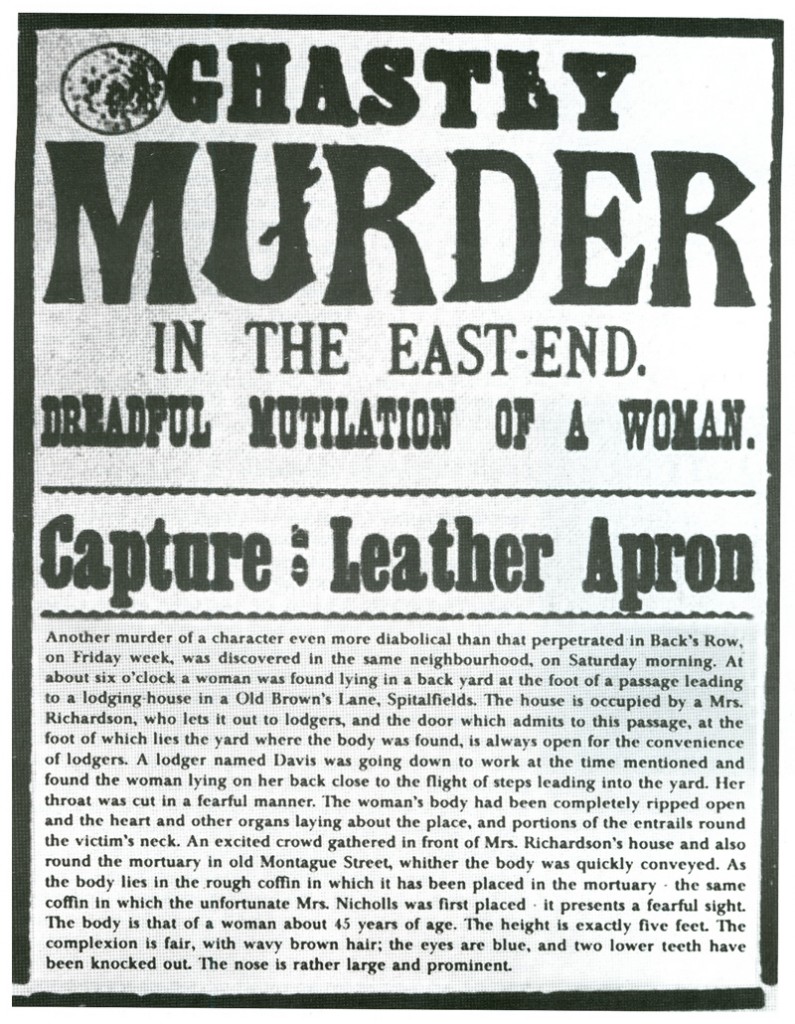 GHASTLY
MURDER
IN THE EAST-END.
DREADFUL MUTILATION OF A WOMAN.
Capture : Leather Apron
Another murder of a character even more diabolical than that perpetrated in Back's Row,
on Friday week, was discovered in the same neighbourhood, on Saturday morning. At
about six o'clock a woman was found lying in a back yard at the foot of a passage leading
to a lodging-house in a Old Brown's Lane, Spitalfields. The house is occupied by a Mrs.
Richardson, who lets it out to lodgers, and the door which admits to this passage, at the
foot of which lies the yard where the body was found, is always open for the convenience
of lodgers. A lodger named Davis was going down to work at the time mentioned and
found the woman lying on her back close to the flight of steps leading into the yard. Her
throat was cut in a fearful manner. The woman's body had been completely ripped open
and the heart and other organs laying about the place, and portions of the entrails round
the victim's neck. An excited crowd gathered in front of Mrs. Richardson's house and also
round the mortuary in old Montague Street, whither the body was quickly conveyed. As
the body lies in the rough coffin in which it has been placed in the mortuary - the same
coffin in which the unfortunate Mrs. Nicholls was first placed - it presents a fearful sight.
The body is that of a woman about 45 years of age. The height is exactly five feet. The
complexion is fair, with wavy brown hair; the eyes are blue, and two lower teeth have
been knocked out. The nose is rather large and prominent.